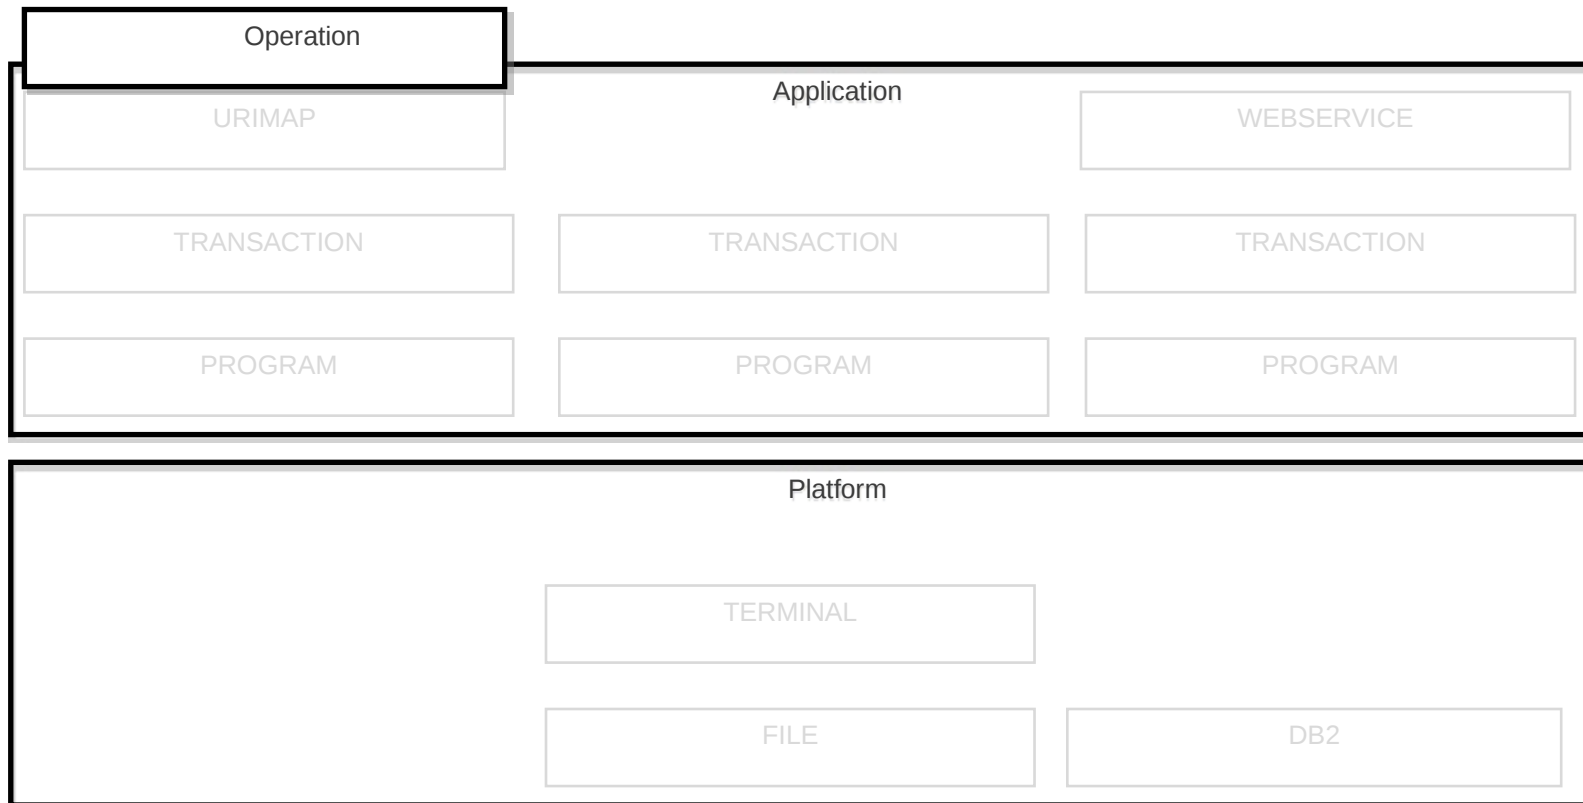 Operation
Application
URIMAP
WEBSERVICE
TRANSACTION
TRANSACTION
TRANSACTION
PROGRAM
PROGRAM
PROGRAM
Platform
TERMINAL
FILE
DB2